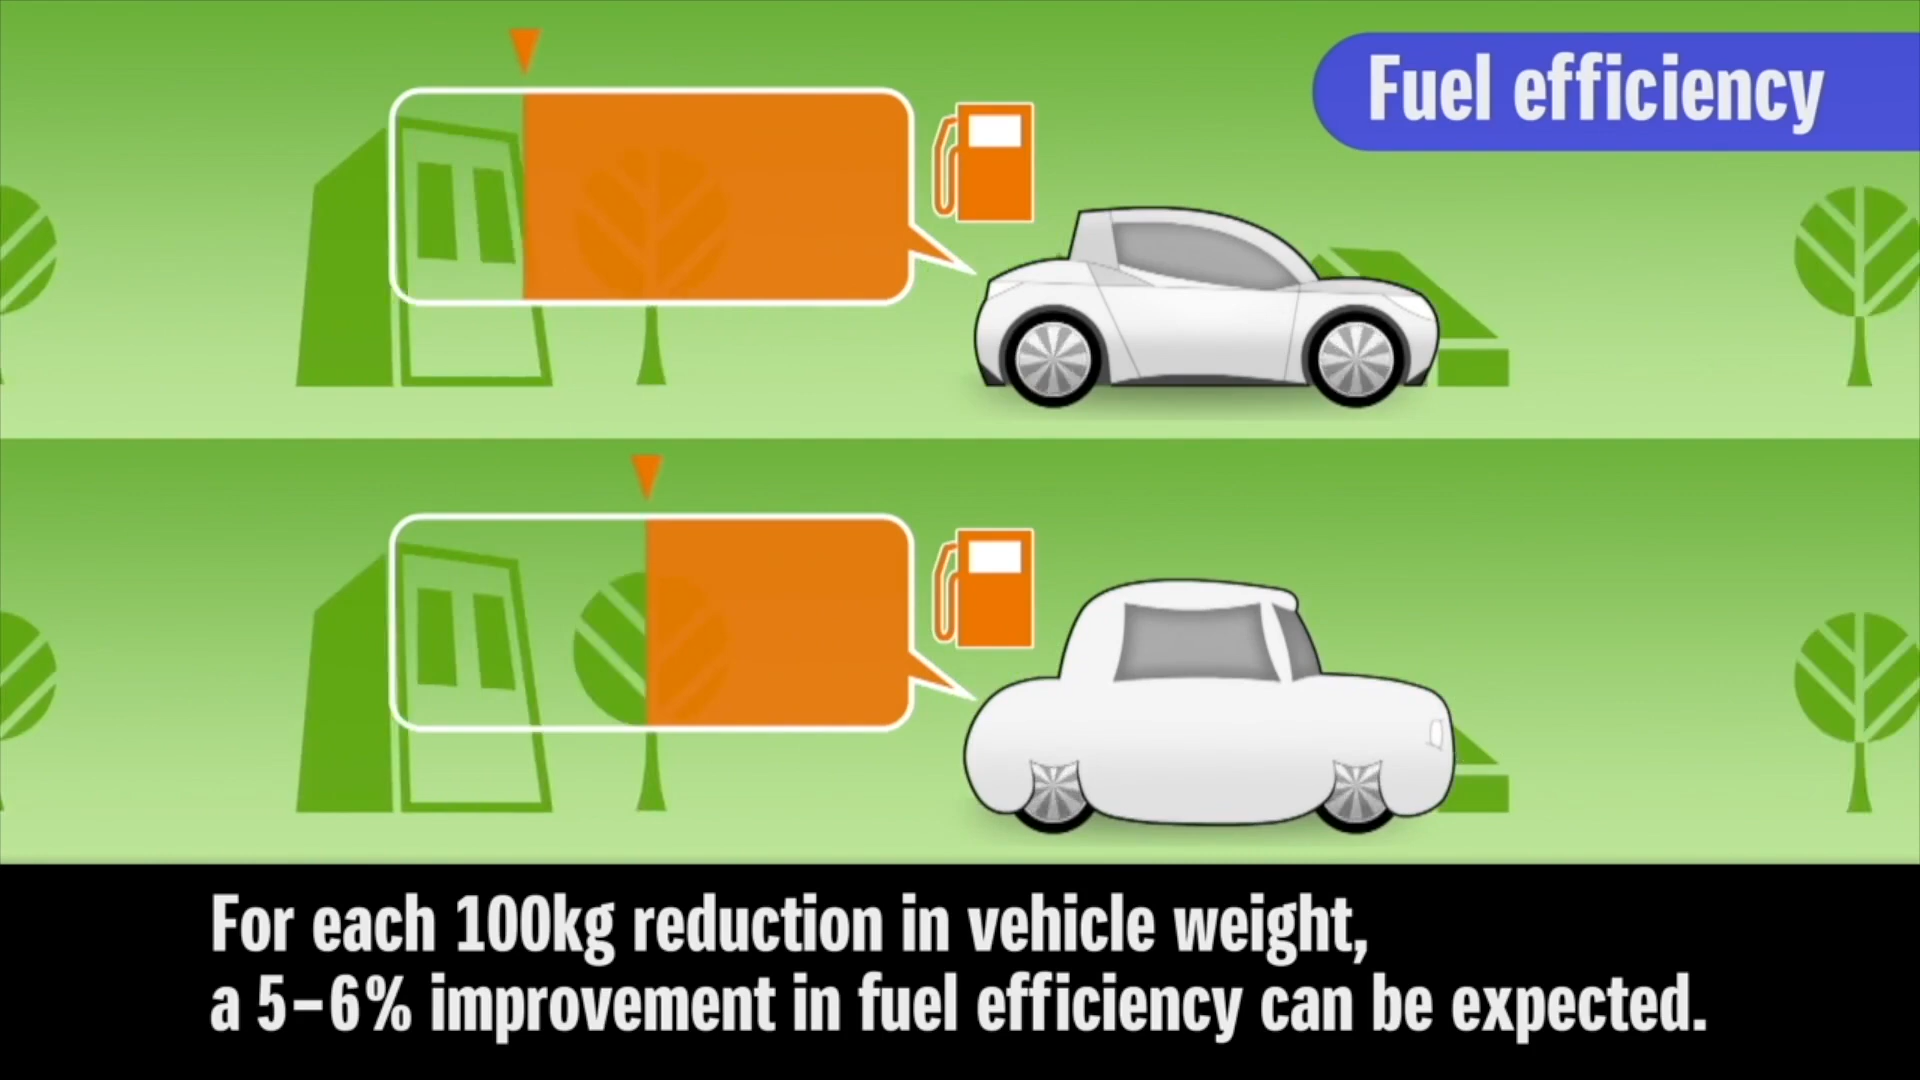 Fuel efficiency
For each 100kg reduction in vehicle weight,
a 5–6% improvement in fuel efficiency can be expected.